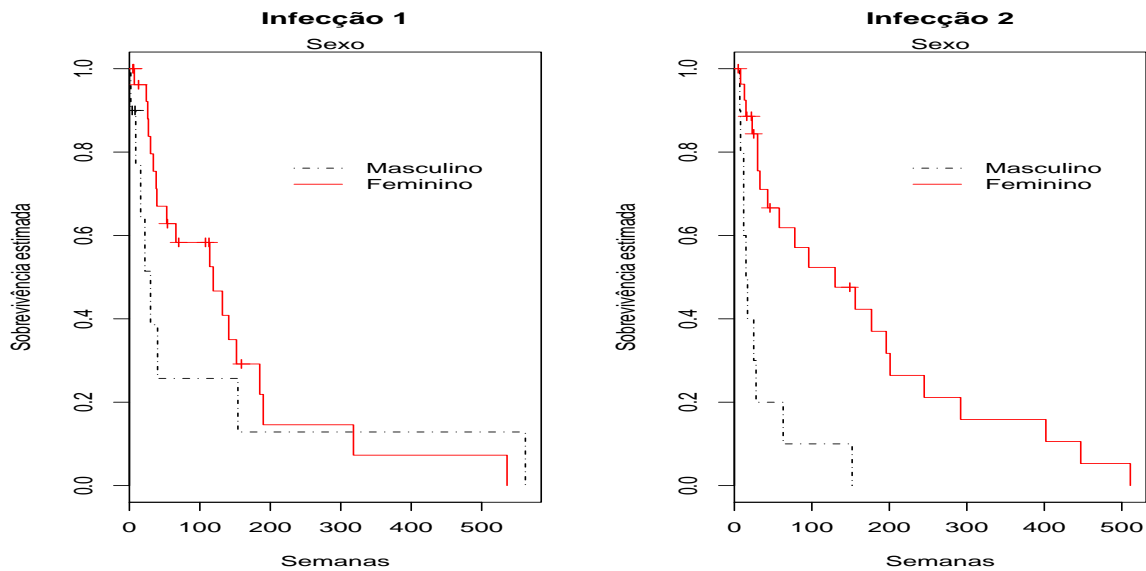 Infecção 1
Sexo
Sobrevivência estimada
1.0
0.8
0.6
0.4
0.2
0.0
Masculino
Feminino
0 100 200 300 400 500
Semanas
Infecção 2
Sexo
Sobrevivência estimada
1.0
0.8
0.6
0.4
0.2
0.0
Masculino
Feminino
0 100 200 300 400 500
Semanas